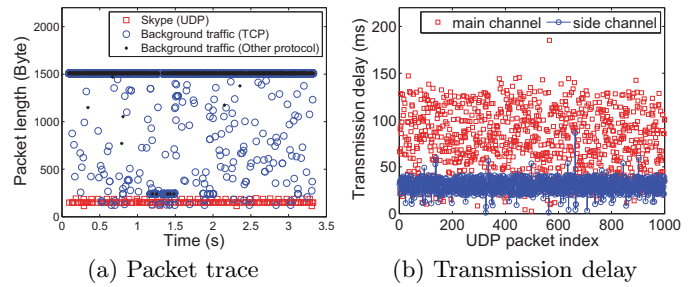 Skype (UDP)
Background traffic (TCP)
Background traffic (Other protocol)
2000
1500
1000
500
0
Packet length (Byte)
0 0.5 1 1.5 2 2.5 3 3.5
Time (s)
(a) Packet trace
main channel side channel
200
150
100
50
0
Transmission delay (ms)
0 200 400 600 800 1000
UDP packet index
(b) Transmission delay